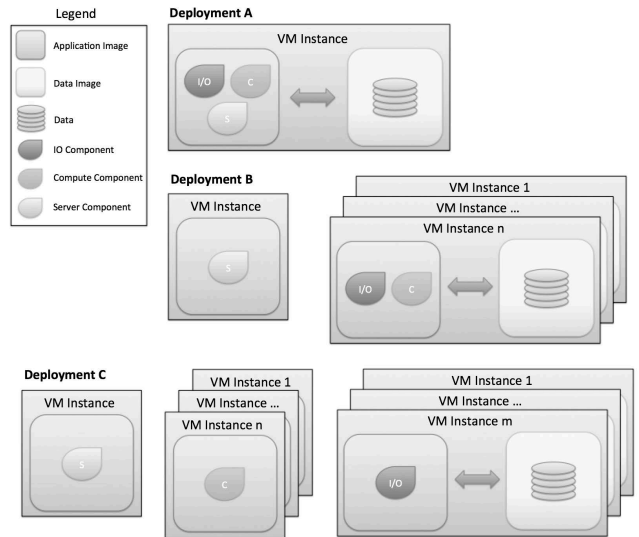 Legend
Application Image
Data Image
Data
IO Component
Compute Component
Server Component
Deployment A
VM Instance
I/O
C
S
Deployment B
VM Instance
S
VM Instance 1
VM Instance ...
VM Instance n
I/O
C
Deployment C
VM Instance
S
VM Instance 1
VM Instance ...
VM Instance n
C
VM Instance 1
VM Instance ...
VM Instance m
I/O